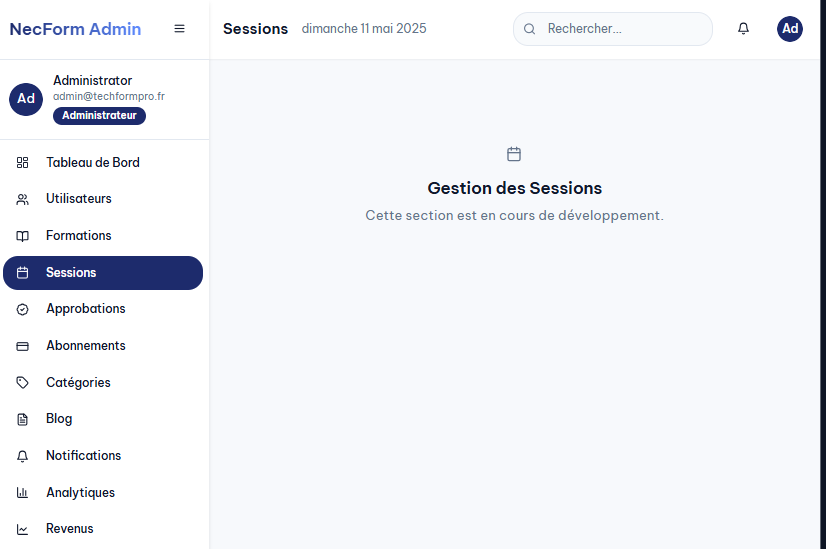 NecForm Admin
Sessions
dimanche 11 mai 2025
Rechercher...
Ad
Ad
Administrator
admin@techformpro.fr
Administrateur
Tableau de Bord
Utilisateurs
Formations
Sessions
Approbations
Abonnements
Catégories
Blog
Notifications
Analytiques
Revenus
Gestion des Sessions
Cette section est en cours de développement.